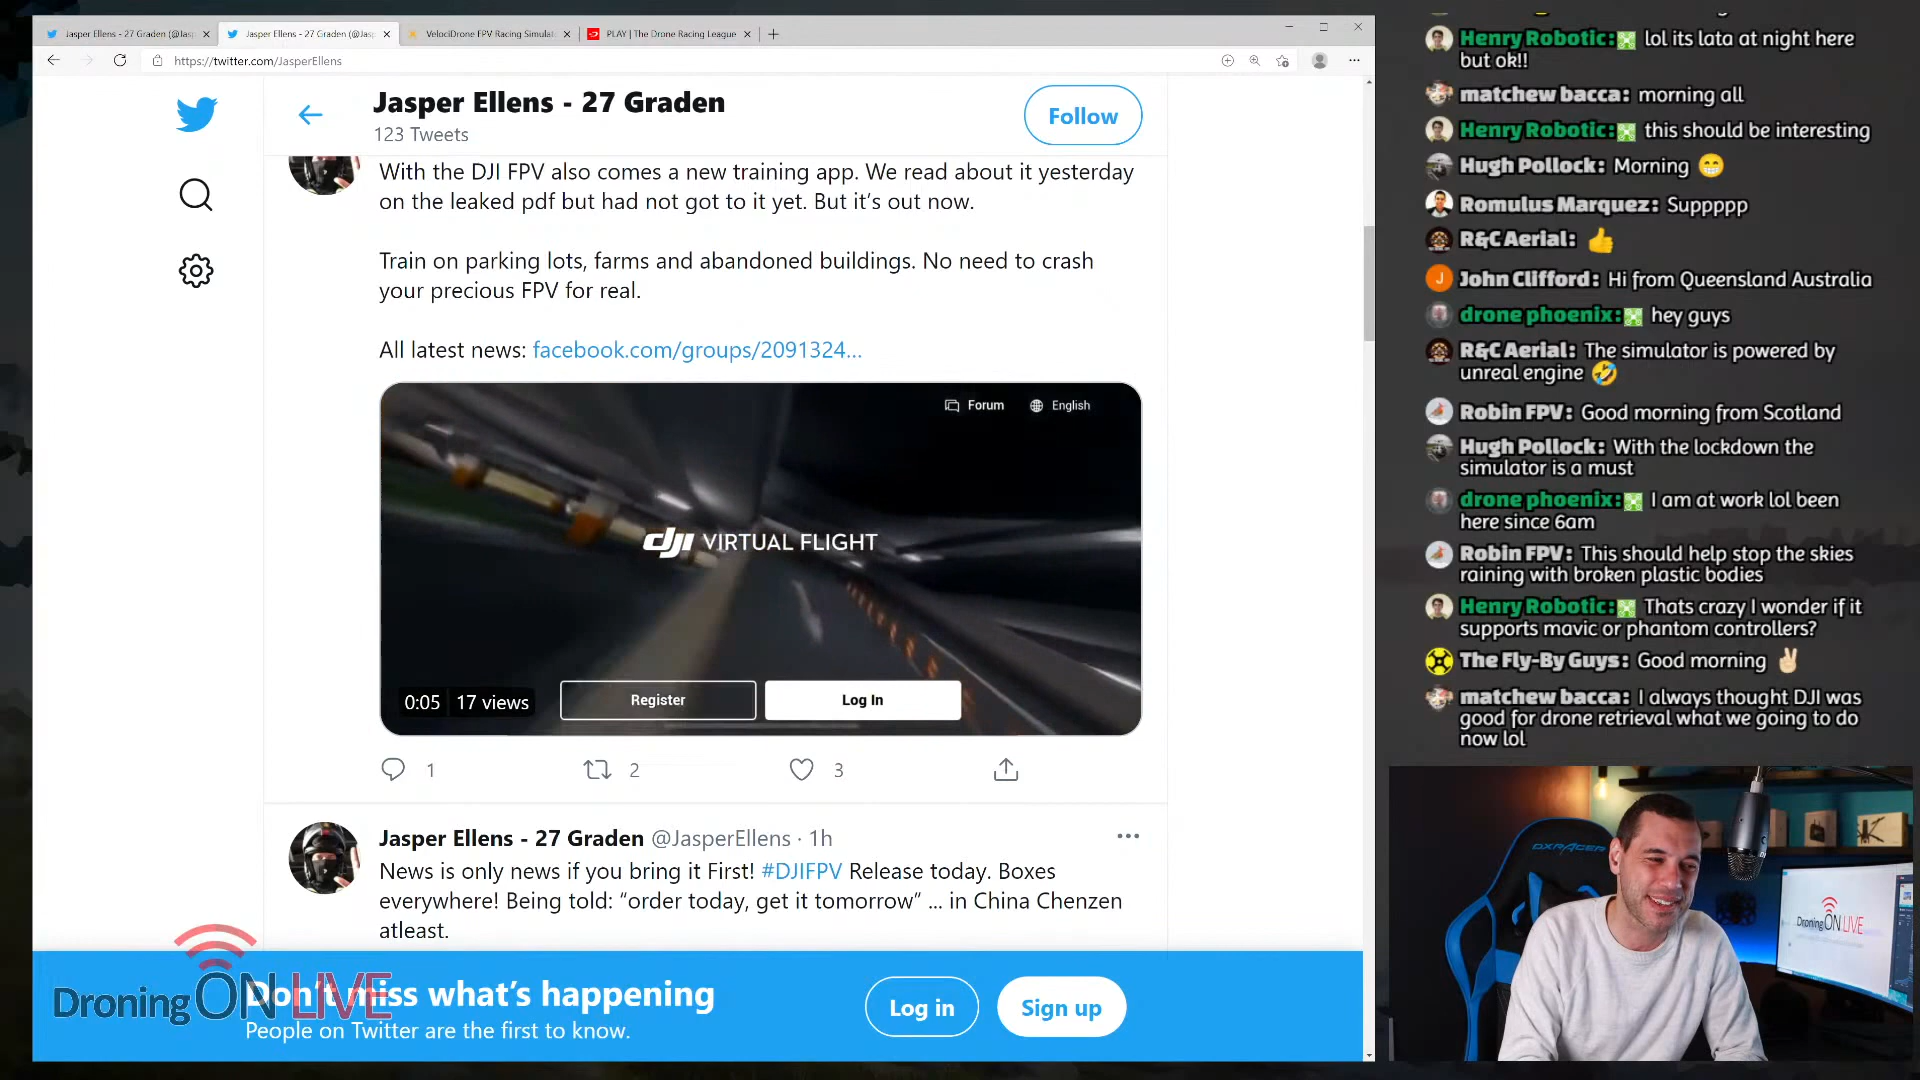 Jasper Ellens - 27 Graden (@Jas
Jasper Ellens - 27 Graden (@Jas
VelociDrone FPV Racing Simulat
PLAY | The Drone Racing League
https://twitter.com/JasperEllens
Jasper Ellens - 27 Graden
123 Tweets
Follow
With the DJI FPV also comes a new training app. We read about it yesterday
on the leaked pdf but had not got to it yet. But it's out now.
Train on parking lots, farms and abandoned buildings. No need to crash
your precious FPV for real.
All latest news: facebook.com/groups/2091324...
Forum
English
dji VIRTUAL FLIGHT
0:05
17 views
Register
Log In
1
2
3
Jasper Ellens - 27 Graden @JasperEllens · 1h
News is only news if you bring it First! #DJIFPV Release today. Boxes
everywhere! Being told: “order today, get it tomorrow” ... in China Chenzen
atleast.
DroningON LIVE
Don't miss what's happening
People on Twitter are the first to know.
Log in
Sign up
Henry Robotic: lol its lata at night here
but ok!!
matchew bacca: morning all
Henry Robotic: this should be interesting
Hugh Pollock: Morning 😁
Romulus Marquez: Supppppp
R&C Aerial: 👍
J
John Clifford: Hi from Queensland Australia
drone phoenix: hey guys
R&C Aerial: The simulator is powered by
unreal engine 🤣
Robin FPV: Good morning from Scotland
Hugh Pollock: With the lockdown the
simulator is a must
drone phoenix: I am at work lol been
here since 6am
Robin FPV: This should help stop the skies
raining with broken plastic bodies
Henry Robotic: Thats crazy I wonder if it
supports mavic or phantom controllers?
The Fly-By Guys: Good morning ✌🏻
matchew bacca: I always thought DJI was
good for drone retrieval what we going to do
now lol
DXRACER
DroningON LIVE